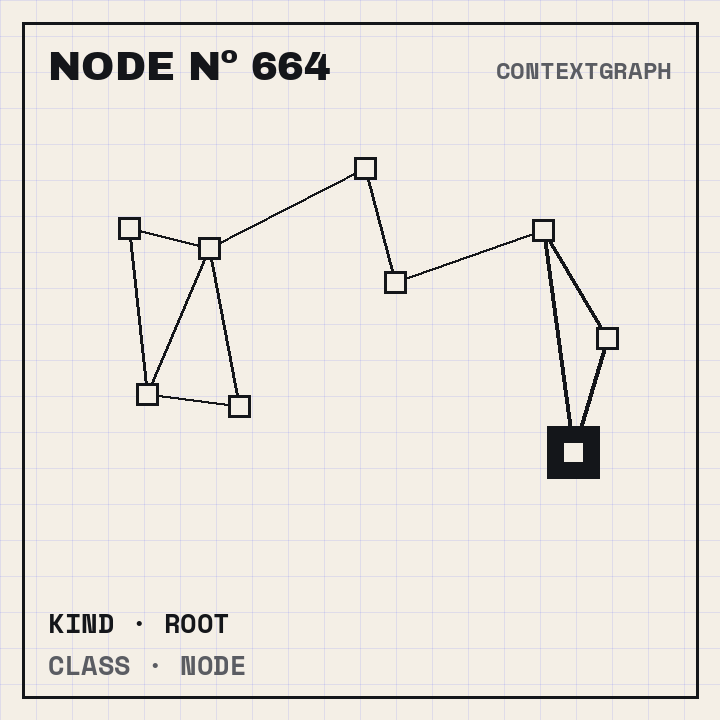 NODE Nº 664
CONTEXTGRAPH
KIND · ROOT
CLASS · NODE